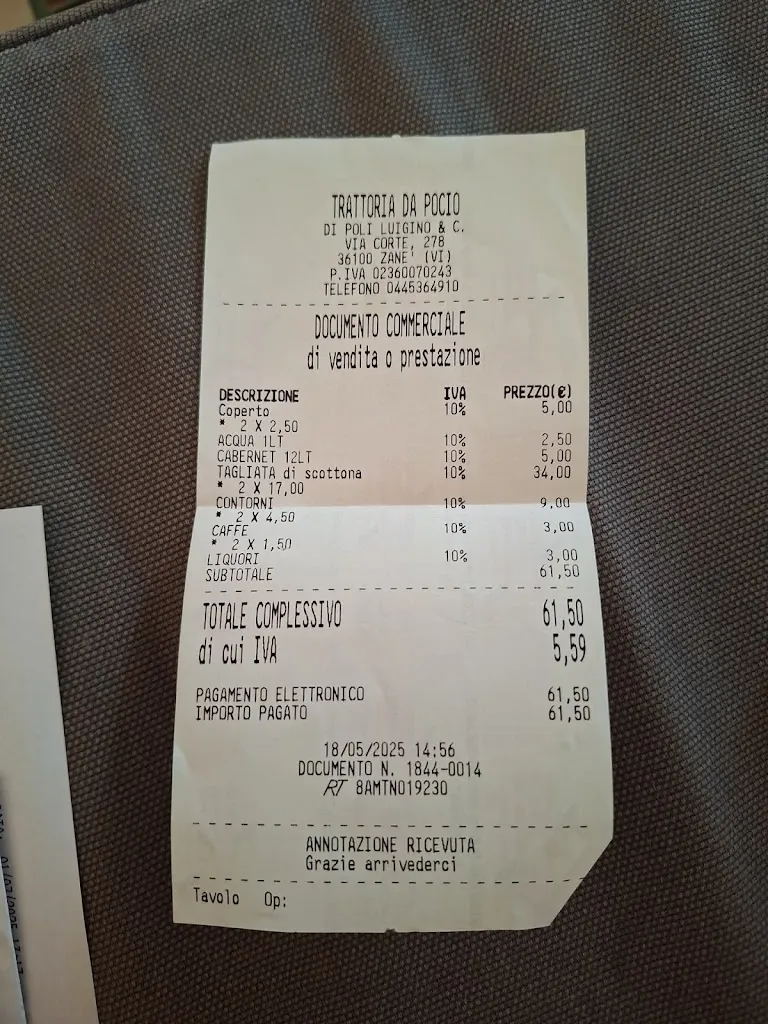 TRATTORIA DA POCIO
DI POLI LUIGINO & C.
VIA CORTE, 278
36100 ZANE' (VI)
P.IVA 02360070243
TELEFONO 0445364910
DOCUMENTO COMMERCIALE
di vendita o prestazione
DESCRIZIONE IVA PREZZO(€)
Coperto 10% 5,00
* 2 X 2,50
ACQUA 1LT 10% 2,50
CABERNET 12LT 10% 5,00
TAGLIATA di scottona 10% 34,00
* 2 X 17,00
CONTORNI 10% 9,00
* 2 X 4,50
CAFFE 10% 3,00
* 2 X 1,50
LIQUORI 10% 3,00
SUBTOTALE 61,50
TOTALE COMPLESSIVO 61,50
di cui IVA 5,59
PAGAMENTO ELETTRONICO 61,50
IMPORTO PAGATO 61,50
18/05/2025 14:56
DOCUMENTO N. 1844-0014
RT 8AMTN019230
ANNOTAZIONE RICEVUTA
Grazie arrivederci
Tavolo Op: